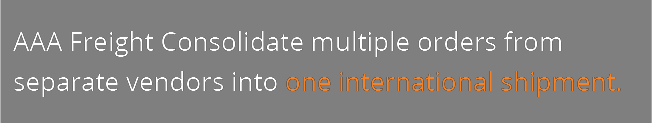 AAA Freight Consolidate multiple orders from
separate vendors into one international shipment.